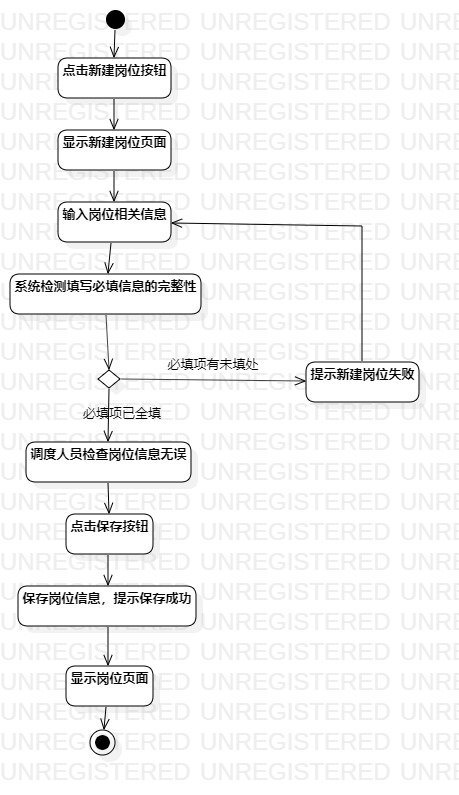 点击新建岗位按钮
显示新建岗位页面
输入岗位相关信息
系统检测填写必填信息的完整性
必填项有未填处
提示新建岗位失败
必填项已全填
调度人员检查岗位信息无误
点击保存按钮
保存岗位信息，提示保存成功
显示岗位页面
UNREGISTERED